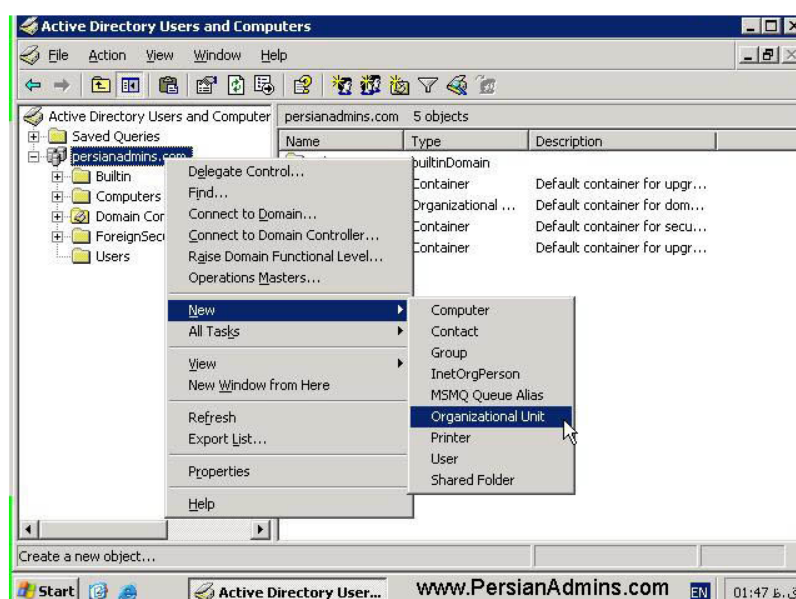 Active Directory Users and Computers
File Action View Window Help
Active Directory Users and Computer
persianadmins.com 5 objects
Saved Queries
persianadmins.com
Builtin
Computers
Domain Cor
ForeignSec
Users
Name Type Description
builtinDomain
Container Default container for upgr...
Organizational ... Default container for dom...
Container Default container for secu...
Container Default container for upgr...
Delegate Control...
Find...
Connect to Domain...
Connect to Domain Controller...
Raise Domain Functional Level...
Operations Masters...
New
All Tasks
View
New Window from Here
Refresh
Export List...
Properties
Help
Computer
Contact
Group
InetOrgPerson
MSMQ Queue Alias
Organizational Unit
Printer
User
Shared Folder
Create a new object...
Start
Active Directory User...
www.PersianAdmins.com
EN
01:47